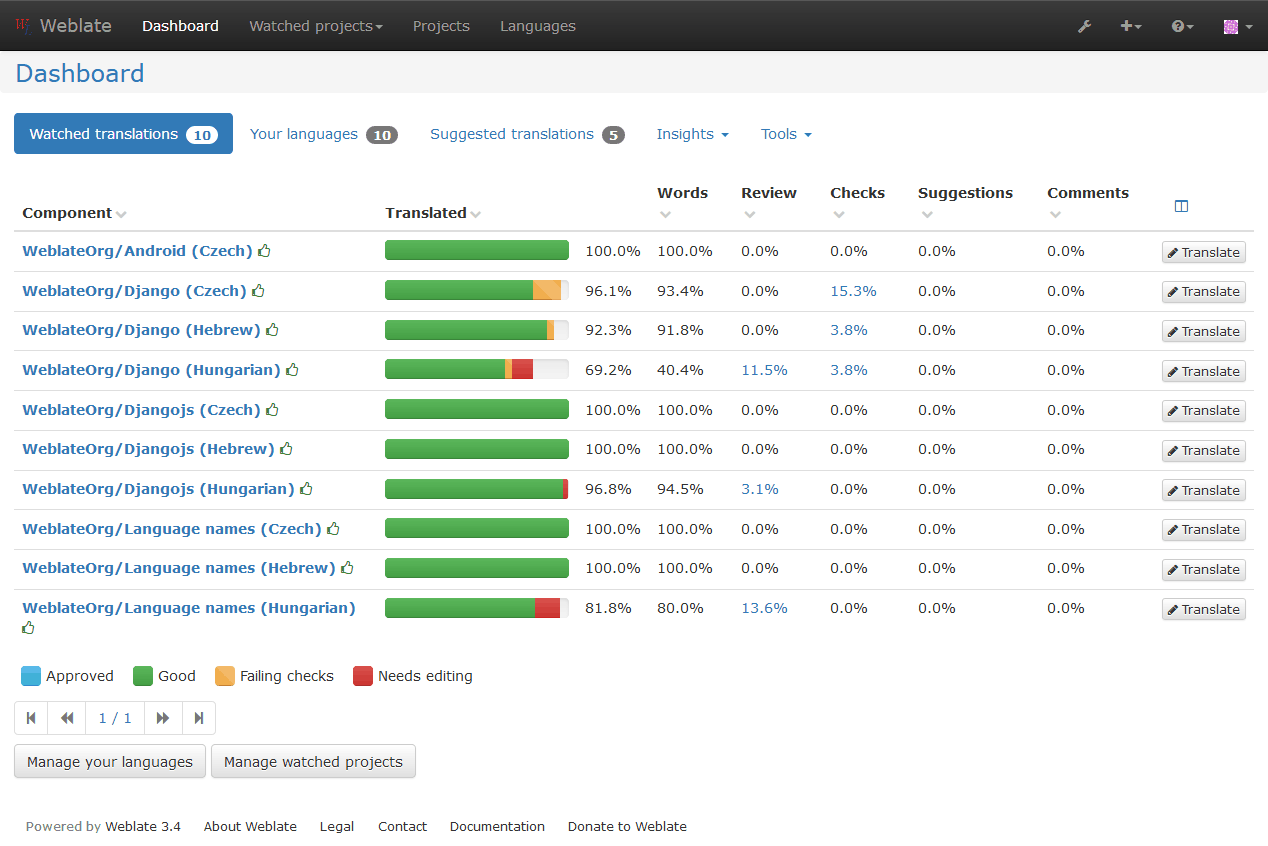 Weblate Dashboard Watched projects Projects Languages
Dashboard
Watched translations 10 Your languages 10 Suggested translations 5 Insights Tools
Component Translated Words Review Checks Suggestions Comments
WeblateOrg/Android (Czech) 100.0% 100.0% 0.0% 0.0% 0.0% 0.0% Translate
WeblateOrg/Django (Czech) 96.1% 93.4% 0.0% 15.3% 0.0% 0.0% Translate
WeblateOrg/Django (Hebrew) 92.3% 91.8% 0.0% 3.8% 0.0% 0.0% Translate
WeblateOrg/Django (Hungarian) 69.2% 40.4% 11.5% 3.8% 0.0% 0.0% Translate
WeblateOrg/Djangojs (Czech) 100.0% 100.0% 0.0% 0.0% 0.0% 0.0% Translate
WeblateOrg/Djangojs (Hebrew) 100.0% 100.0% 0.0% 0.0% 0.0% 0.0% Translate
WeblateOrg/Djangojs (Hungarian) 96.8% 94.5% 3.1% 0.0% 0.0% 0.0% Translate
WeblateOrg/Language names (Czech) 100.0% 100.0% 0.0% 0.0% 0.0% 0.0% Translate
WeblateOrg/Language names (Hebrew) 100.0% 100.0% 0.0% 0.0% 0.0% 0.0% Translate
WeblateOrg/Language names (Hungarian) 81.8% 80.0% 13.6% 0.0% 0.0% 0.0% Translate
Approved Good Failing checks Needs editing
1 / 1
Manage your languages Manage watched projects
Powered by Weblate 3.4 About Weblate Legal Contact Documentation Donate to Weblate